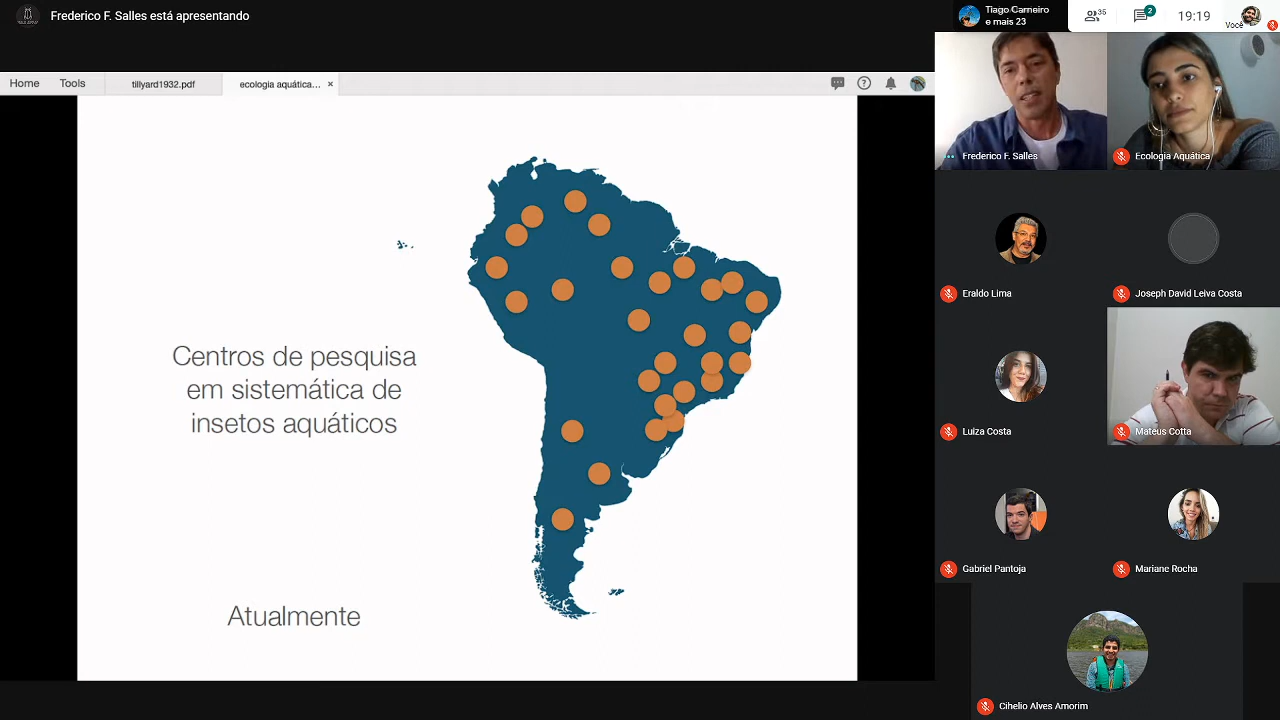 Frederico F. Salles está apresentando
Tiago Carneiro
e mais 23
35
2
19:19
Você
Home
Tools
tillyard1932.pdf
ecologia aquática...
Centros de pesquisa
em sistemática de
insetos aquáticos
Atualmente
Frederico F. Salles
Ecologia Aquática
Eraldo Lima
Joseph David Leiva Costa
Luiza Costa
Mateus Cotta
Gabriel Pantoja
Mariane Rocha
Cihelio Alves Amorim